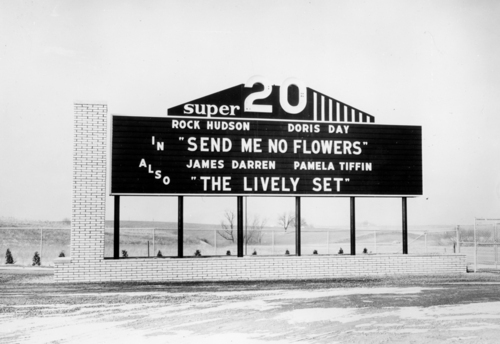 super 20
ROCK HUDSON DORIS DAY
IN "SEND ME NO FLOWERS"
JAMES DARREN PAMELA TIFFIN
ALSO "THE LIVELY SET"